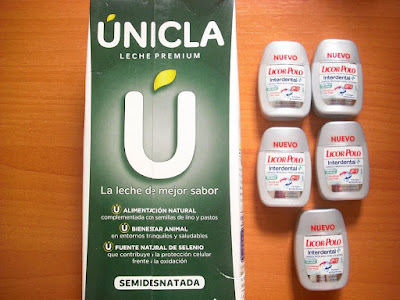 ÚNICLA
LECHE PREMIUM
Ú
La leche de mejor sabor
Ú ALIMENTACIÓN NATURAL
complementada con semillas de lino y pastos
Ú BIENESTAR ANIMAL
en entornos tranquilos y saludables
Ú FUENTE NATURAL DE SELENIO
que contribuye a la protección celular
frente a la oxidación
SEMIDESNATADA
NUEVO
LICOR DEL POLO
Interdental
NUEVO
LICOR DEL POLO
Interdental
NUEVO
LICOR DEL POLO
Interdental
NUEVO
LICOR DEL POLO
Interdental
NUEVO
LICOR DEL POLO
Interdental